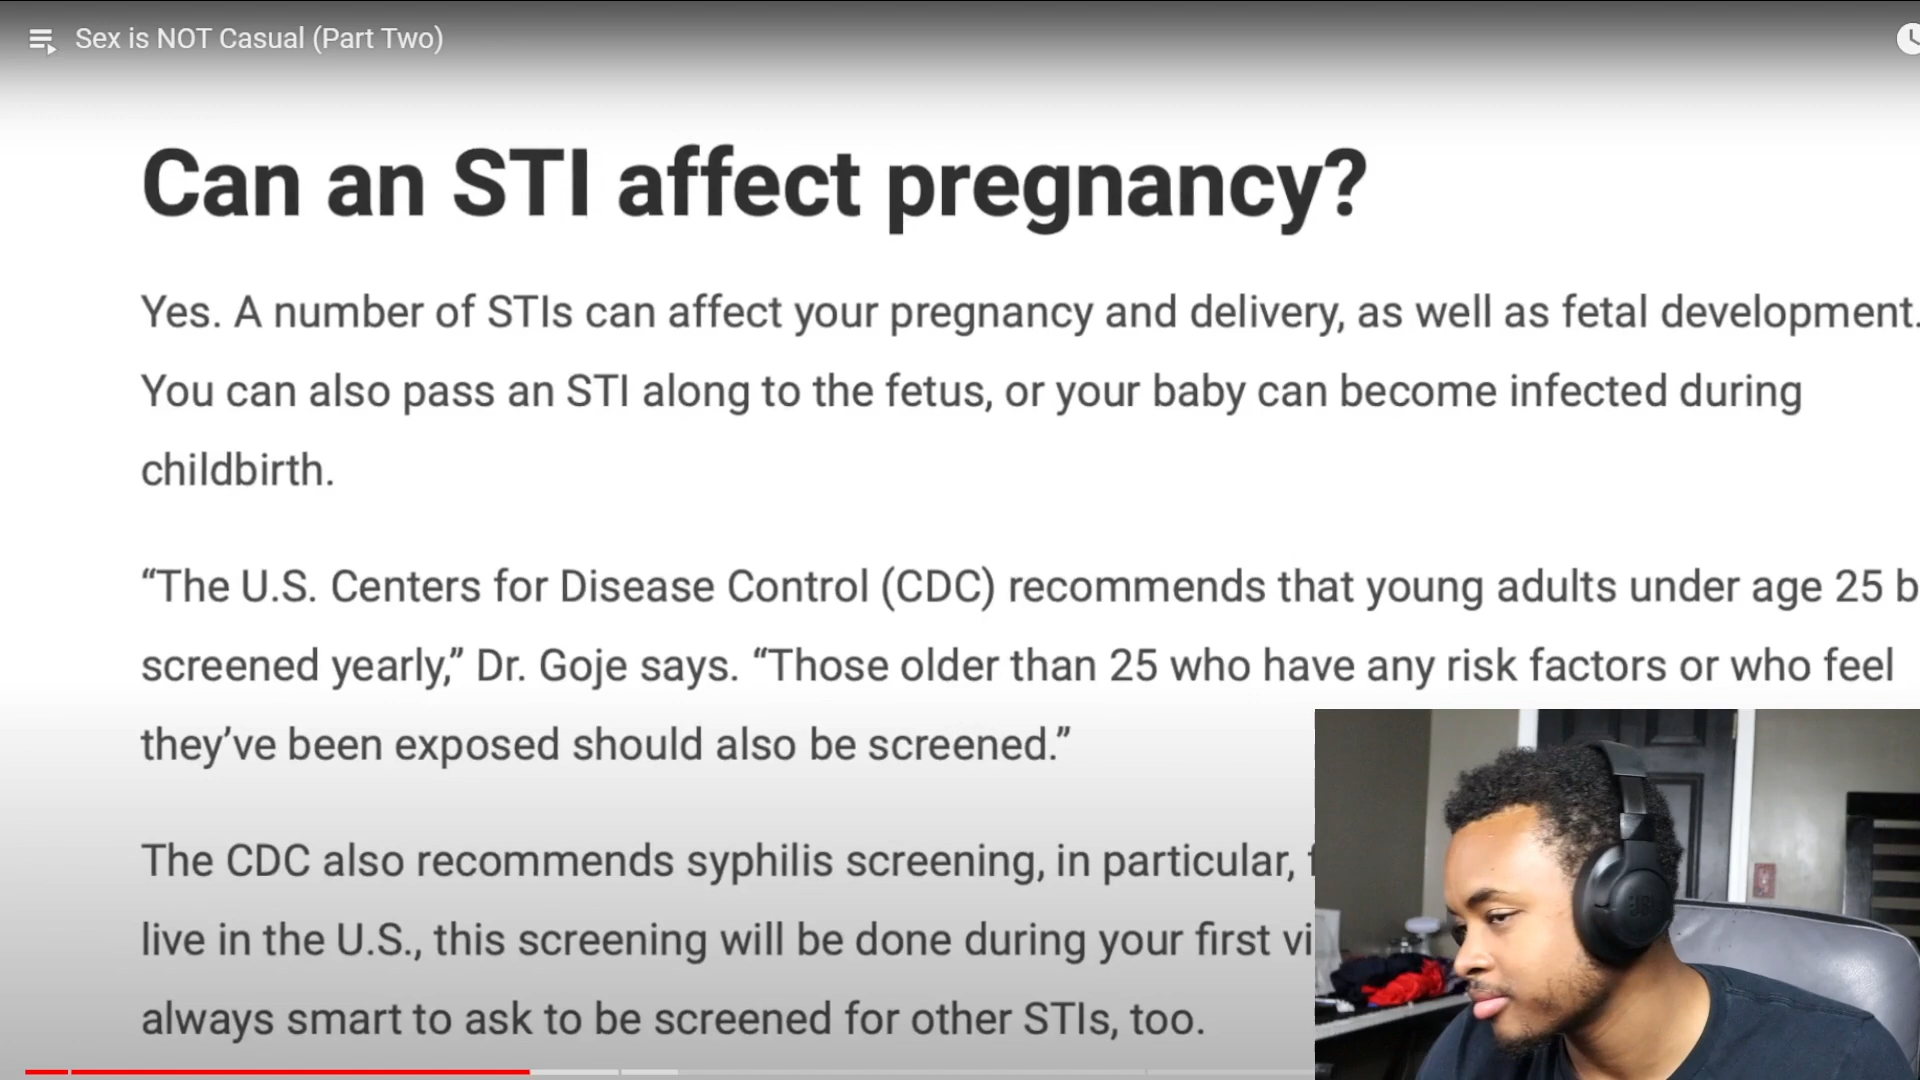 Sex is NOT Casual (Part Two)
Can an STI affect pregnancy?
Yes. A number of STIs can affect your pregnancy and delivery, as well as fetal development.
You can also pass an STI along to the fetus, or your baby can become infected during
childbirth.
“The U.S. Centers for Disease Control (CDC) recommends that young adults under age 25
screened yearly,” Dr. Goje says. “Those older than 25 who have any risk factors or who feel
they’ve been exposed should also be screened.”
The CDC also recommends syphilis screening, in particular,
live in the U.S., this screening will be done during your first
always smart to ask to be screened for other STIs, too.
JBL